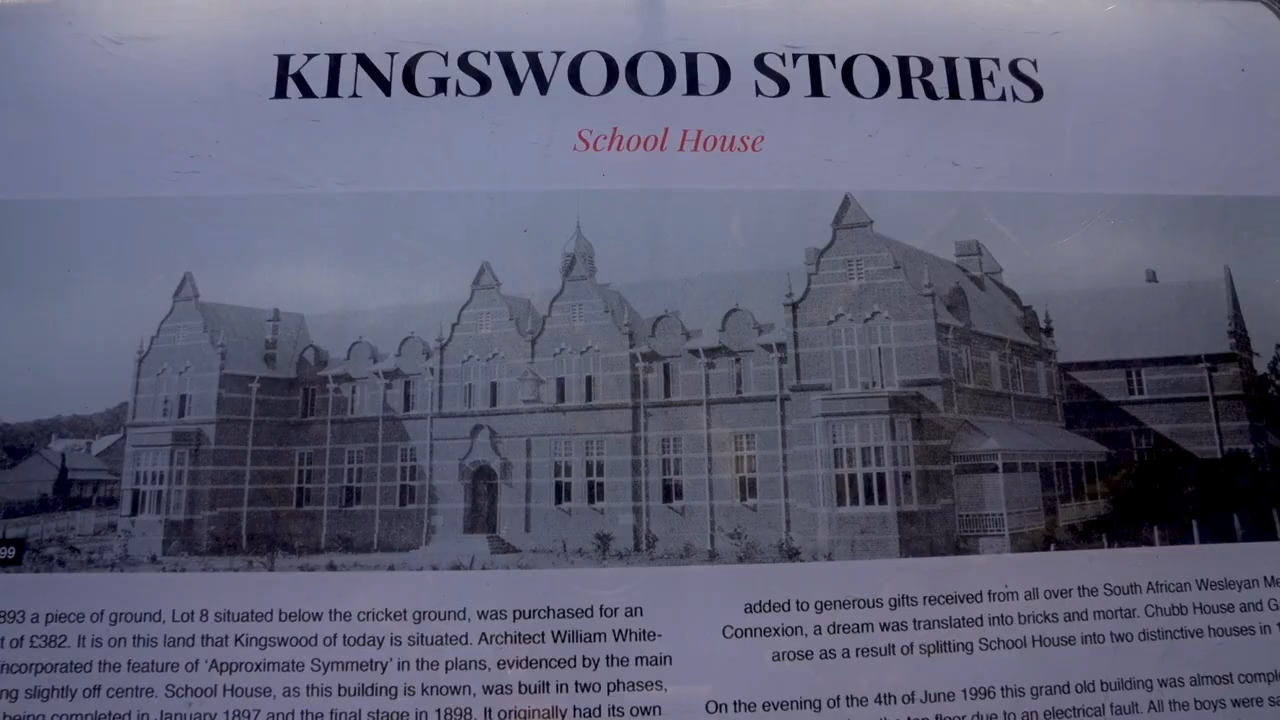 KINGSWOOD STORIES
School House
99
893 a piece of ground, Lot 8 situated below the cricket ground, was purchased for an
t of £382. It is on this land that Kingswood of today is situated. Architect William White-
ncorporated the feature of 'Approximate Symmetry' in the plans, evidenced by the main
ng slightly off centre. School House, as this building is known, was built in two phases,
being completed in January 1897 and the final stage in 1898. It originally had its own
added to generous gifts received from all over the South African Wesleyan Me
Connexion, a dream was translated into bricks and mortar. Chubb House and G
arose as a result of splitting School House into two distinctive houses in 1
On the evening of the 4th of June 1996 this grand old building was almost compl
floor due to an electrical fault. All the boys were sa